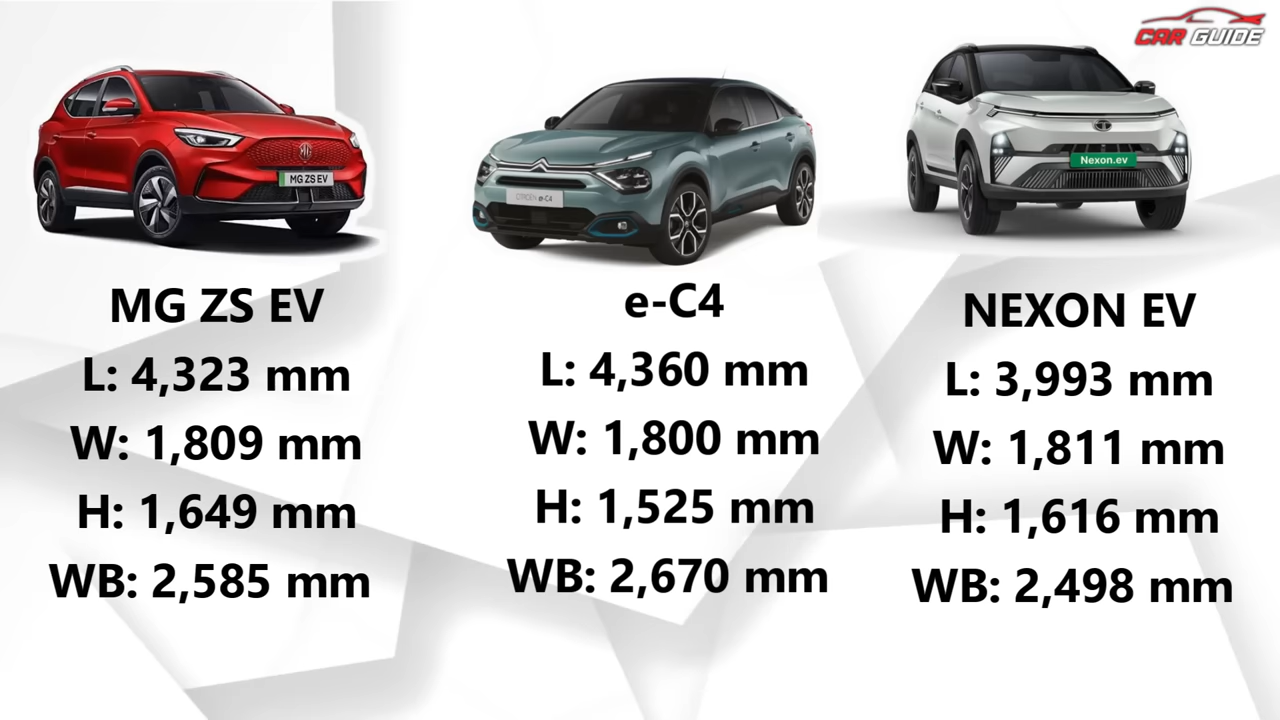 CAR GUIDE
MG ZS EV
CITROËN ë-C4
Nexon.ev
MG ZS EV
L: 4,323 mm
W: 1,809 mm
H: 1,649 mm
WB: 2,585 mm
e-C4
L: 4,360 mm
W: 1,800 mm
H: 1,525 mm
WB: 2,670 mm
NEXON EV
L: 3,993 mm
W: 1,811 mm
H: 1,616 mm
WB: 2,498 mm